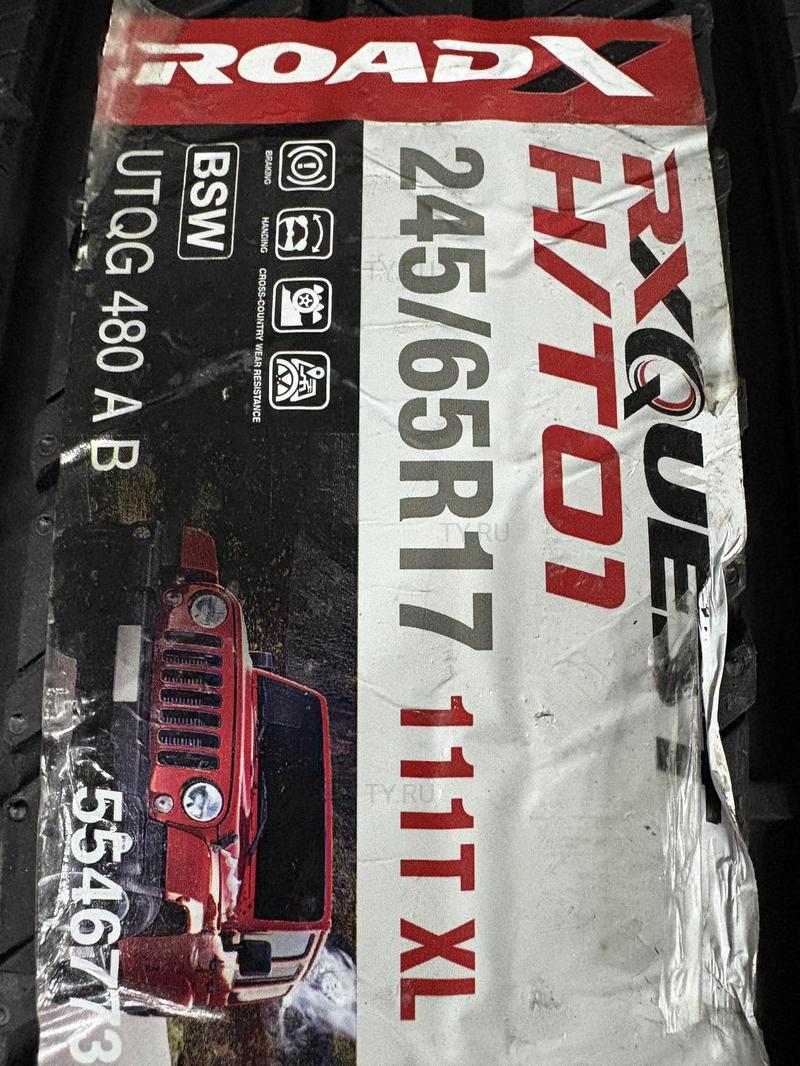 ROADX
RXQUEST
H/T01
245/65R17 111T XL
BRAKING
HANDING
CROSS-COUNTRY
WEAR RESISTANCE
BSW
UTQG 480 A B
5546773
TY.RU
TY.RU
TY.RU